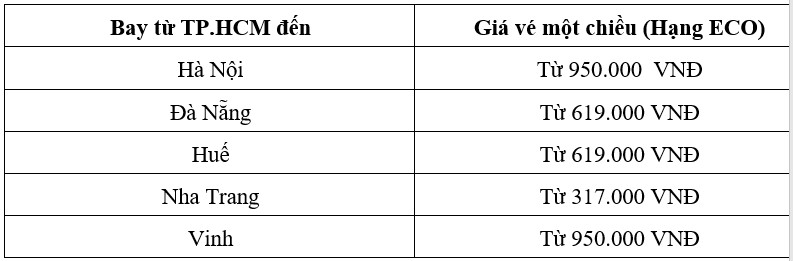 Bay từ TP.HCM đến Giá vé một chiều (Hạng ECO)
Hà Nội Từ 950.000 VNĐ
Đà Nẵng Từ 619.000 VNĐ
Huế Từ 619.000 VNĐ
Nha Trang Từ 317.000 VNĐ
Vinh Từ 950.000 VNĐ